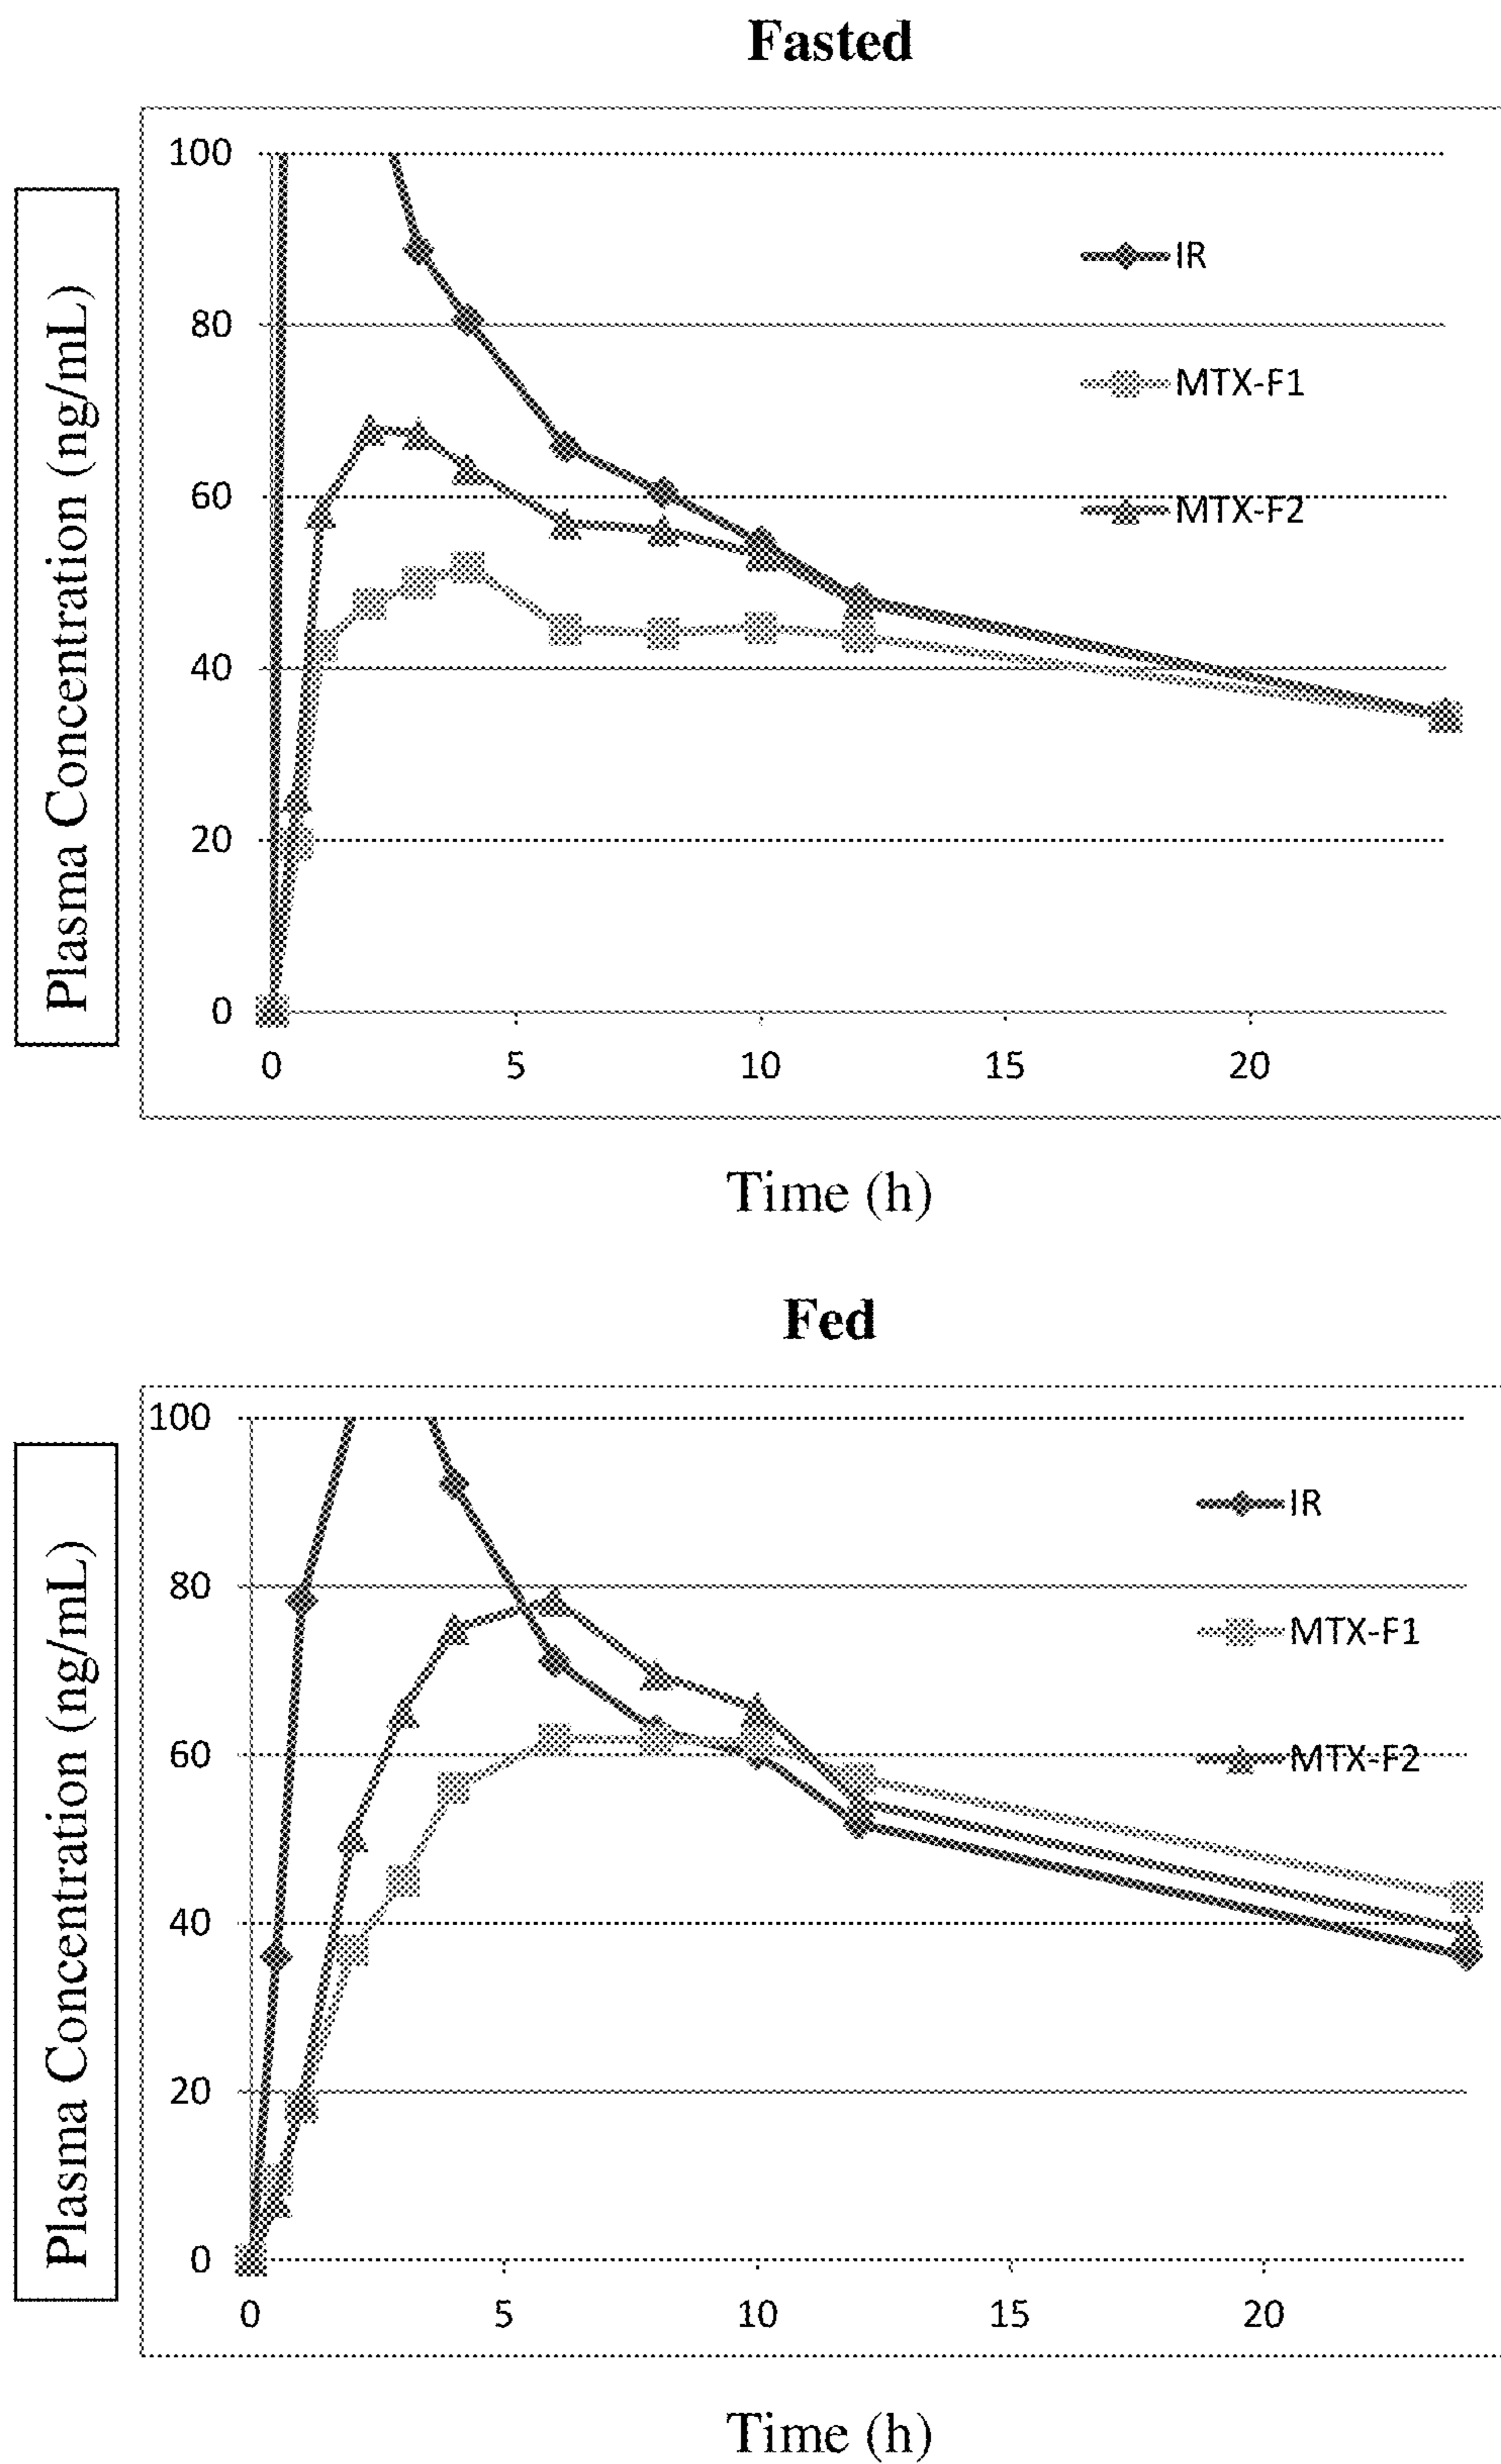 Fasted
Plasma Concentration (ng/mL)
100
80
60
40
20
0
IR
MTX-F1
MTX-F2
0 5 10 15 20
Time (h)
Fed
Plasma Concentration (ng/mL)
100
80
60
40
20
0
IR
MTX-F1
MTX-F2
0 5 10 15 20
Time (h)